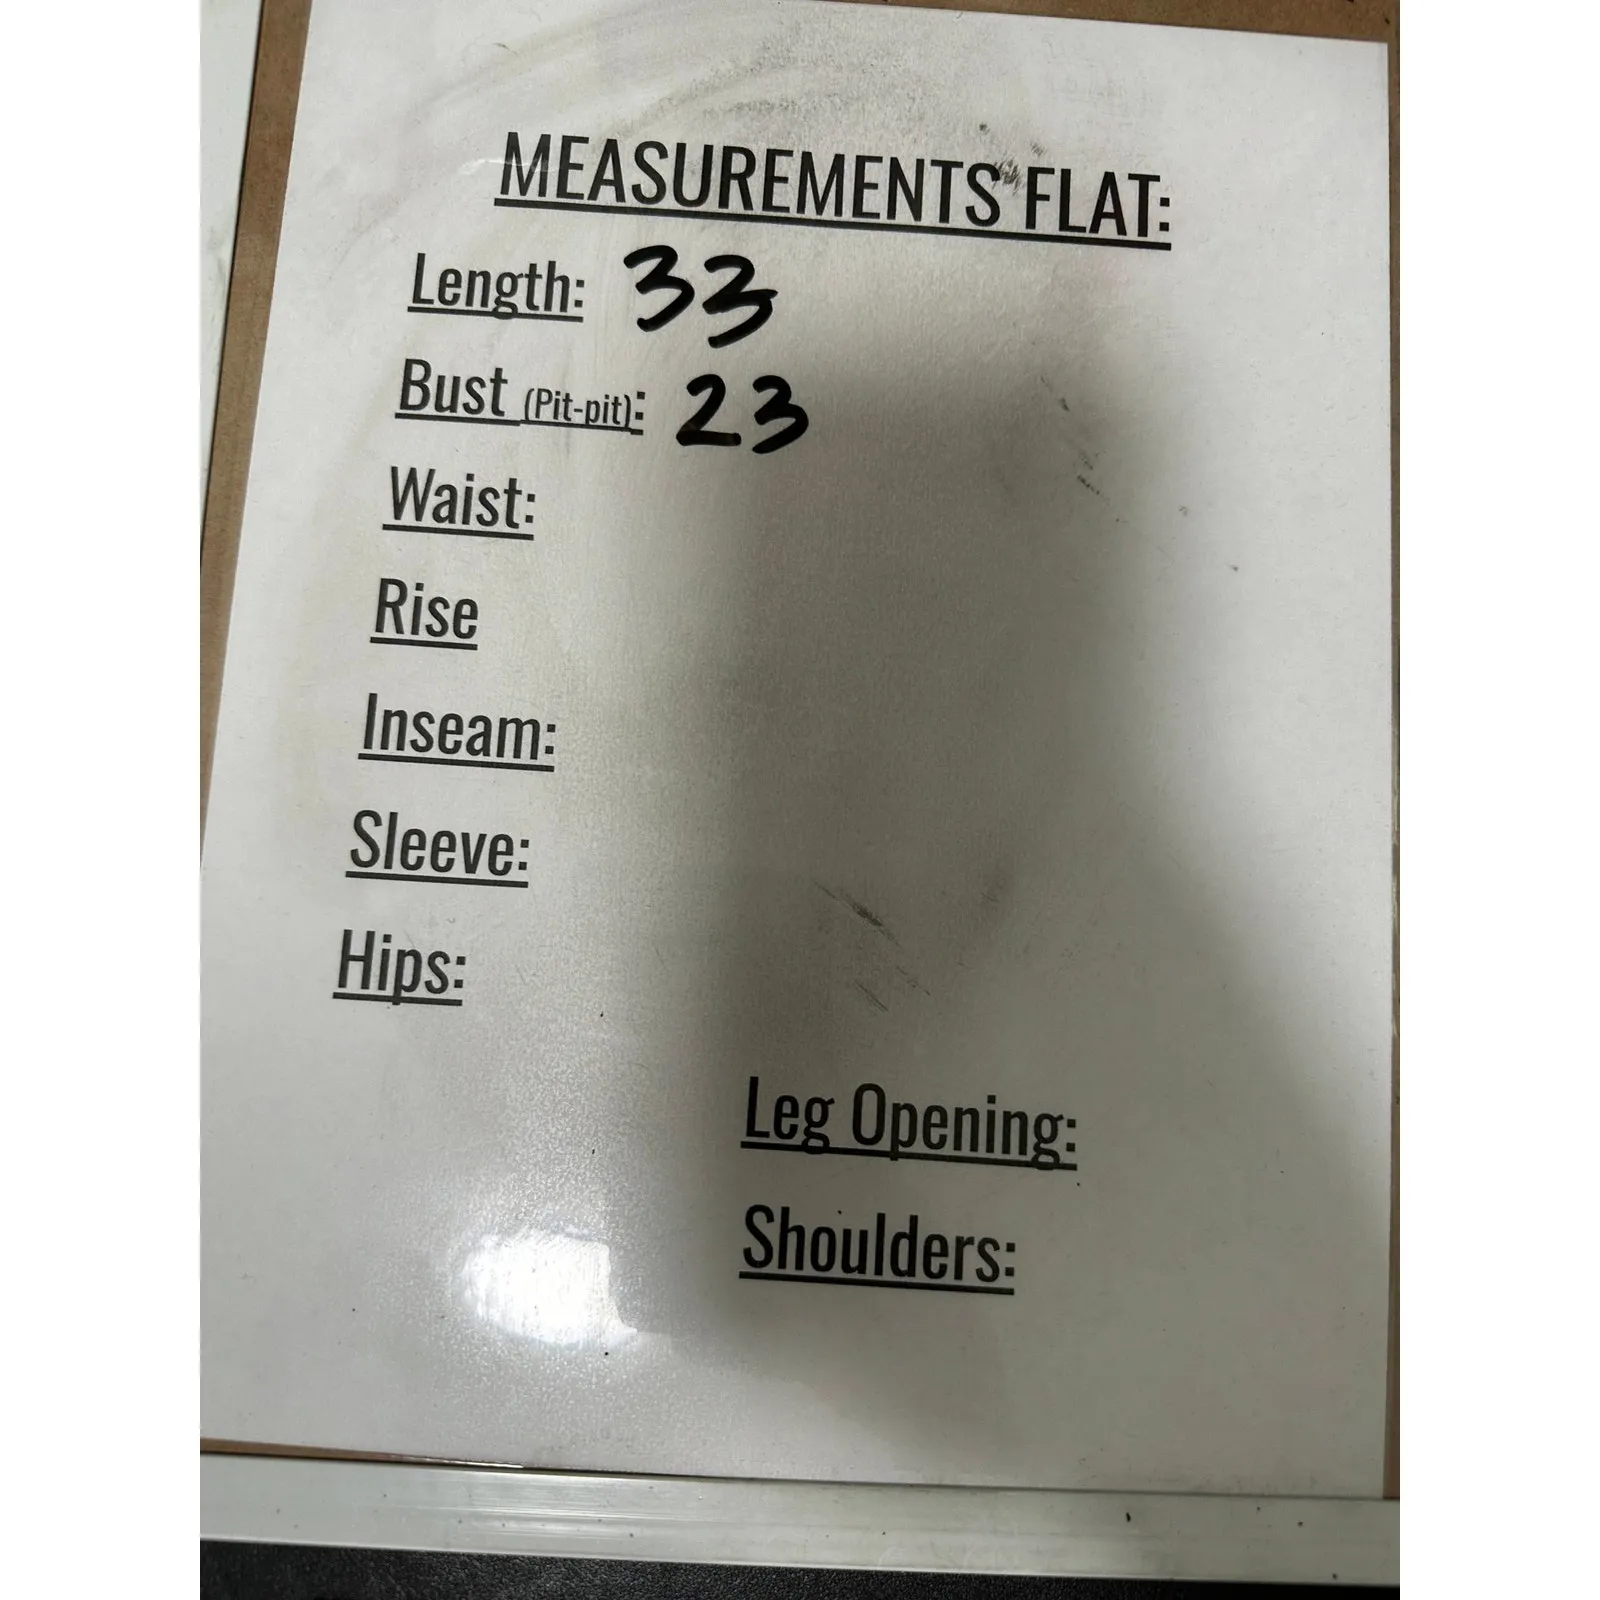 MEASUREMENTS FLAT:
Length: 33
Bust (Pit-pit): 23
Waist:
Rise
Inseam:
Sleeve:
Hips:
Leg Opening:
Shoulders: